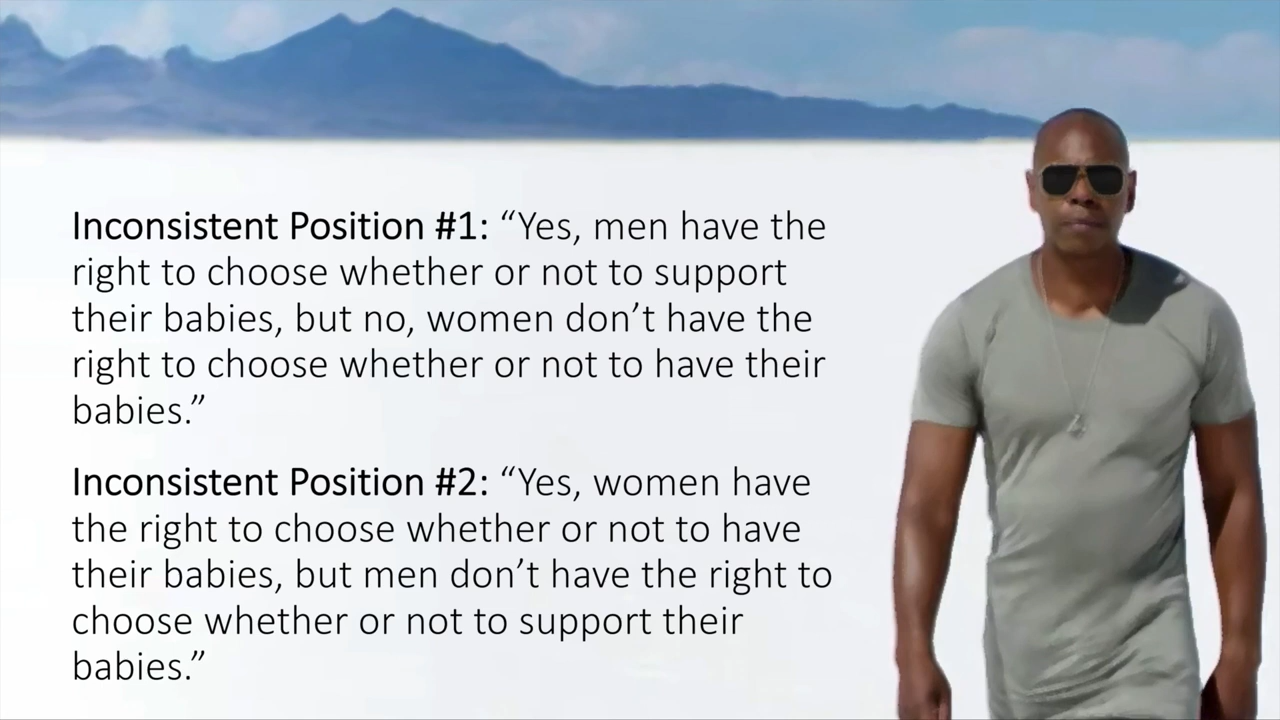 Inconsistent Position #1: “Yes, men have the
right to choose whether or not to support
their babies, but no, women don’t have the
right to choose whether or not to have their
babies.”
Inconsistent Position #2: “Yes, women have
the right to choose whether or not to have
their babies, but men don’t have the right to
choose whether or not to support their
babies.”